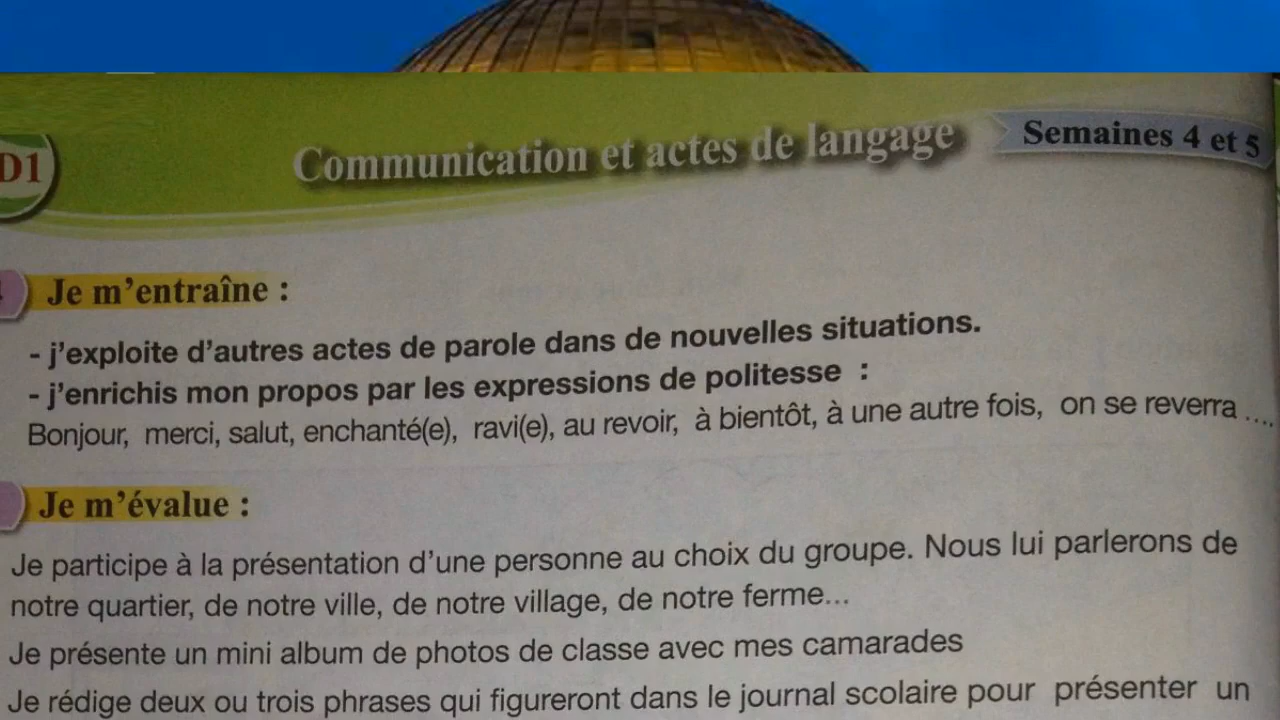 D1
Communication et actes de langage
Semaines 4 et 5
Je m'entraîne :
- j'exploite d'autres actes de parole dans de nouvelles situations.
- j'enrichis mon propos par les expressions de politesse :
Bonjour, merci, salut, enchanté(e), ravi(e), au revoir, à bientôt, à une autre fois, on se reverra ....
Je m'évalue :
Je participe à la présentation d'une personne au choix du groupe. Nous lui parlerons de
notre quartier, de notre ville, de notre village, de notre ferme...
Je présente un mini album de photos de classe avec mes camarades
Je rédige deux ou trois phrases qui figureront dans le journal scolaire pour présenter un